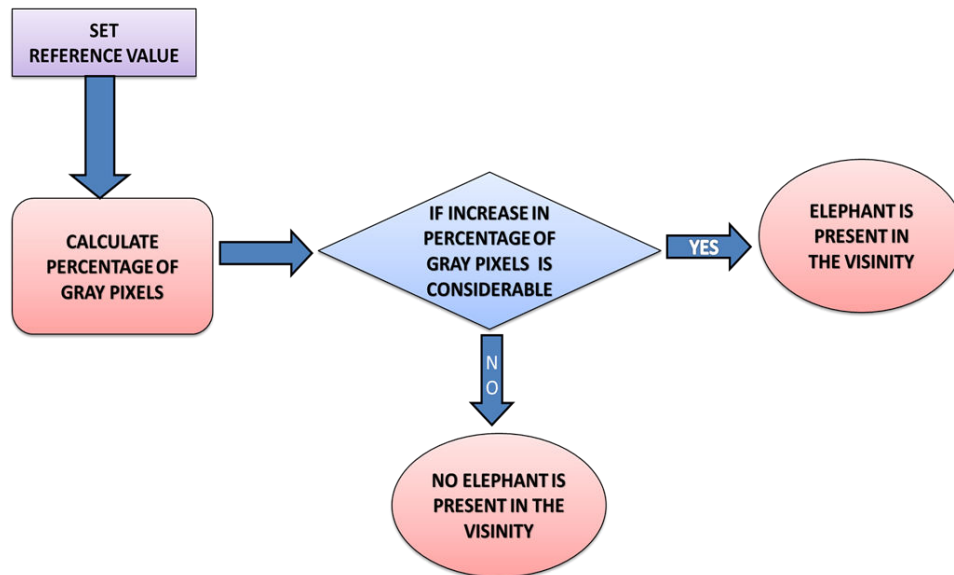 SET
REFERENCE VALUE
CALCULATE
PERCENTAGE OF
GRAY PIXELS
IF INCREASE IN
PERCENTAGE OF
GRAY PIXELS IS
CONSIDERABLE
YES
ELEPHANT IS
PRESENT IN
THE VISINITY
N
O
NO ELEPHANT IS
PRESENT IN THE
VISINITY